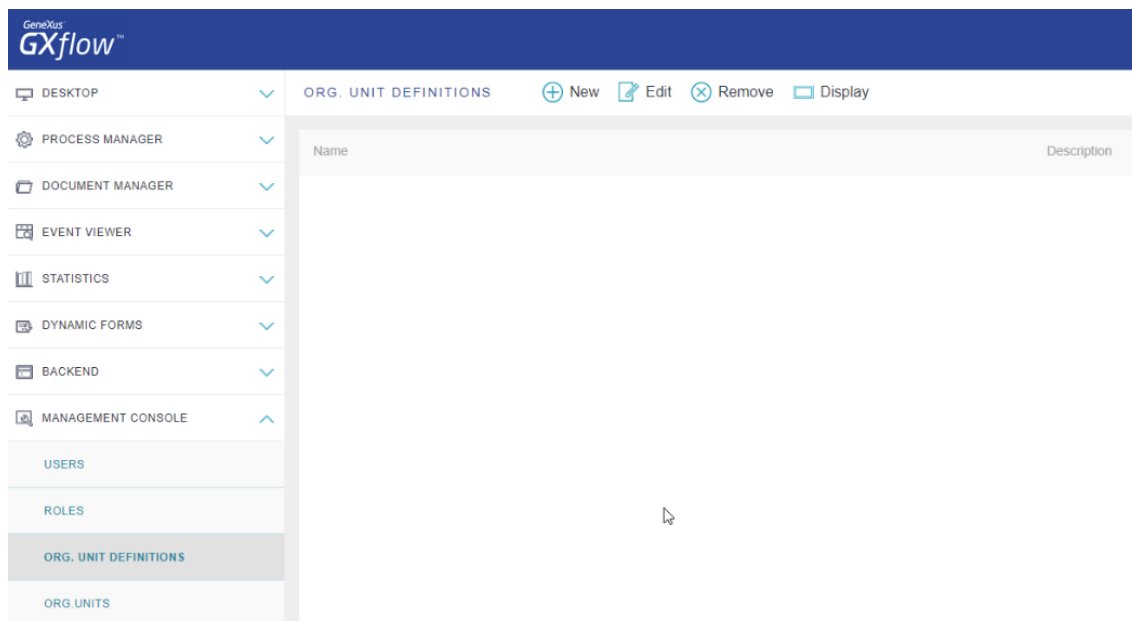 GeneXus™
GXflow™
DESKTOP
PROCESS MANAGER
DOCUMENT MANAGER
EVENT VIEWER
STATISTICS
DYNAMIC FORMS
BACKEND
MANAGEMENT CONSOLE
USERS
ROLES
ORG. UNIT DEFINITIONS
ORG.UNITS
ORG. UNIT DEFINITIONS New Edit Remove Display
Name Description